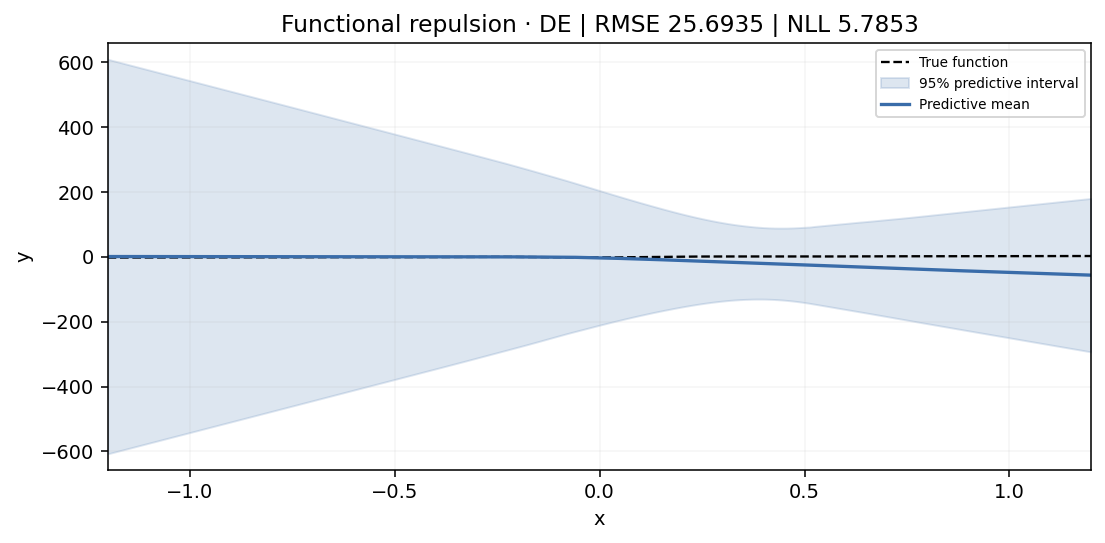 Functional repulsion · DE | RMSE 25.6935 | NLL 5.7853
True function
95% predictive interval
Predictive mean
600
400
200
0
−200
−400
−600
y
−1.0 −0.5 0.0 0.5 1.0
x